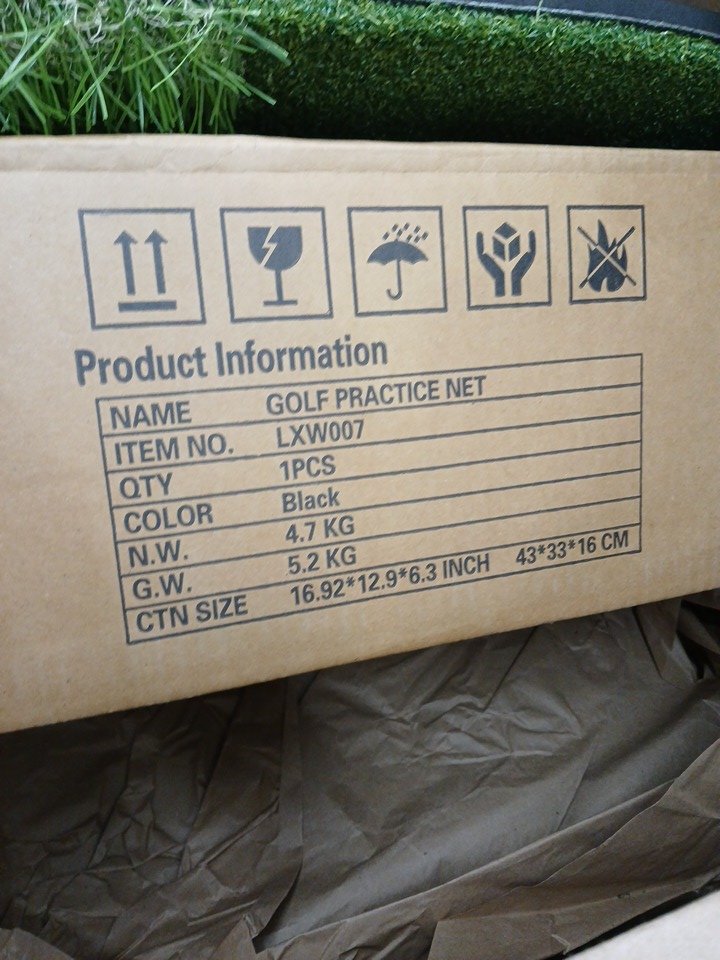 Product Information
NAME GOLF PRACTICE NET
ITEM NO. LXW007
QTY 1PCS
COLOR Black
N.W. 4.7 KG
G.W. 5.2 KG
CTN SIZE 16.92*12.9*6.3 INCH 43*33*16 CM